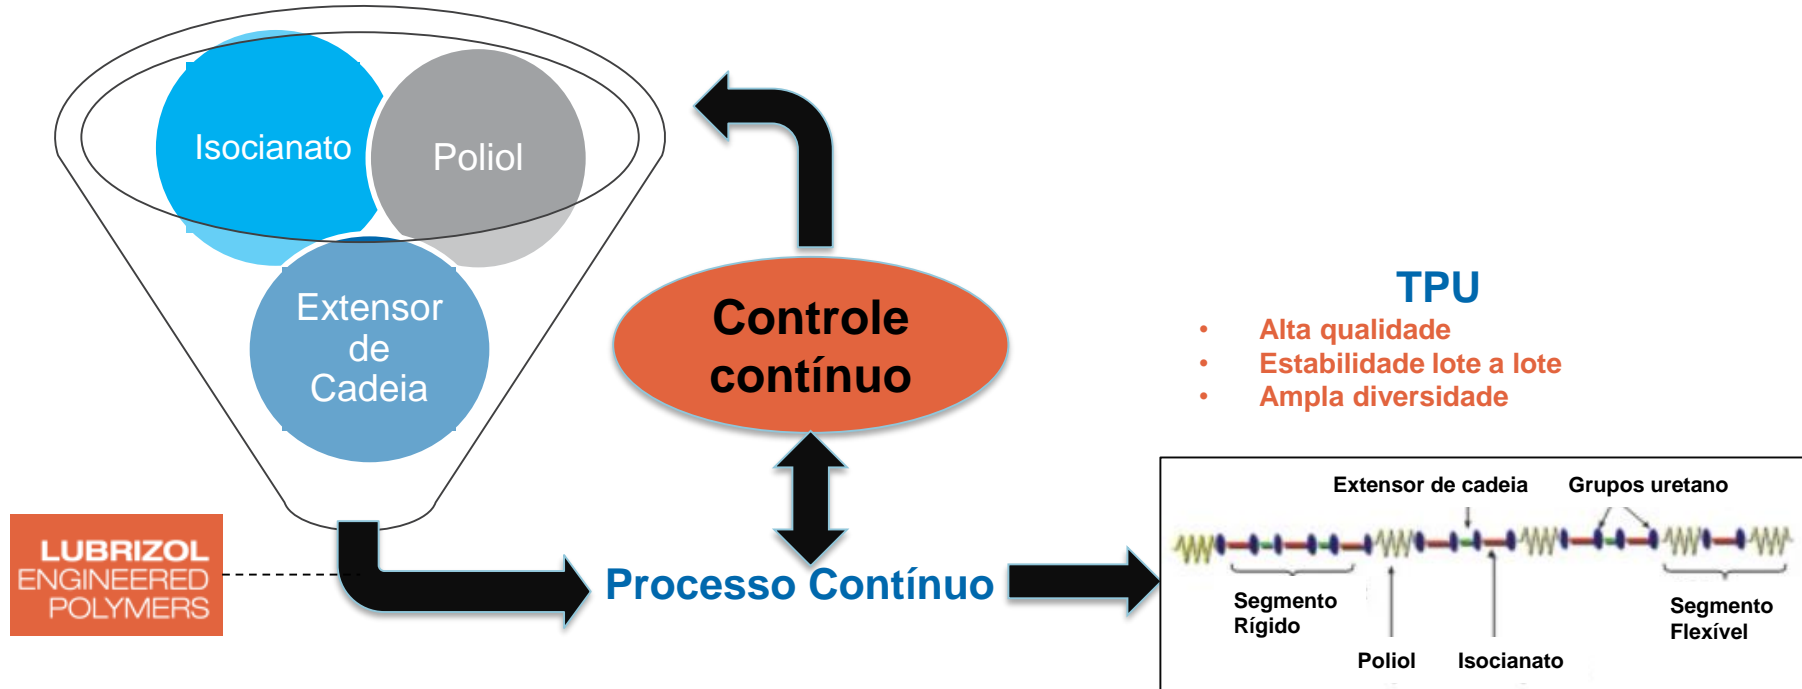 Isocianato
Poliol
Extensor
de
Cadeia
Controle
contínuo
TPU
• Alta qualidade
• Estabilidade lote a lote
• Ampla diversidade
LUBRIZOL
ENGINEERED
POLYMERS
Processo Contínuo
Extensor de cadeia
Grupos uretano
Segmento
Rígido
Segmento
Flexível
Poliol
Isocianato